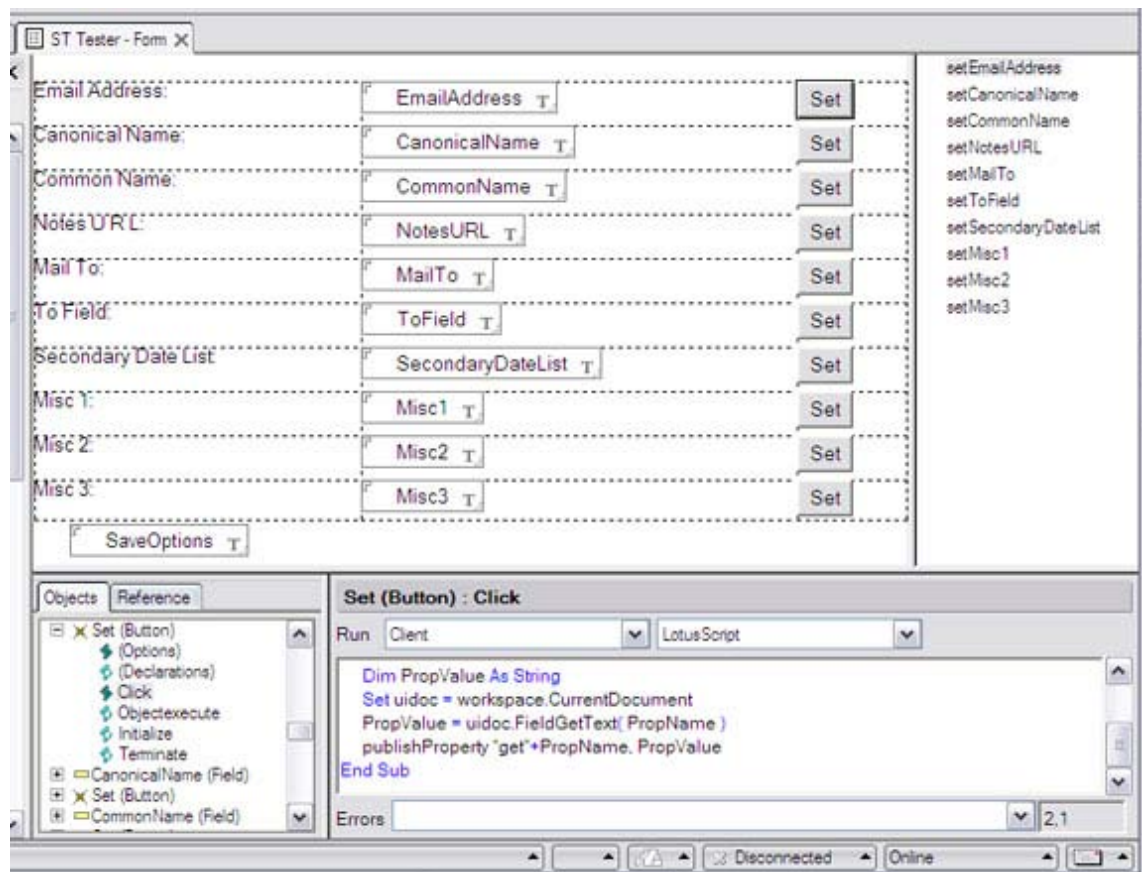 ST Tester - Form
Email Address: EmailAddress T Set
Canonical Name: CanonicalName T Set
Common Name: CommonName T Set
Notes U R L: NotesURL T Set
Mail To: MailTo T Set
To Field: ToField T Set
Secondary Date List: SecondaryDateList T Set
Misc 1: Misc1 T Set
Misc 2: Misc2 T Set
Misc 3: Misc3 T Set
SaveOptions T
setEmailAddress
setCanonicalName
setCommonName
setNotesURL
setMailTo
setToField
setSecondaryDateList
setMisc1
setMisc2
setMisc3
Objects Reference
Set (Button)
(Options)
(Declarations)
Click
Objectexecute
Initialize
Terminate
CanonicalName (Field)
Set (Button)
CommonName (Field)
Set (Button) : Click
Run Client LotusScript
Dim PropValue As String
Set uidoc = workspace.CurrentDocument
PropValue = uidoc.FieldGetText( PropName )
publishProperty "get"+PropName, PropValue
End Sub
Errors 2,1
Disconnected Online